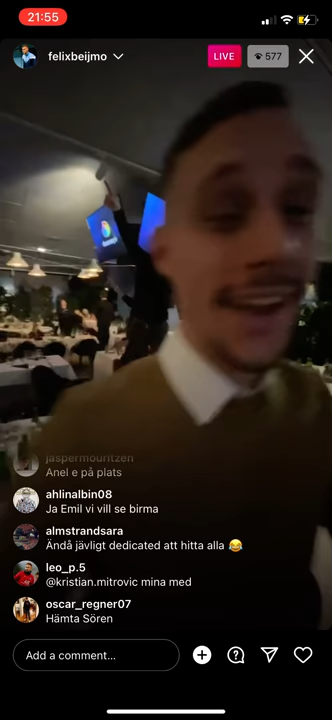 21:55
felixbeijmo
LIVE
577
jaspermouritzen
Anel e på plats
ahlinalbin08
Ja Emil vi vill se birma
almstrandsara
Ändå jävligt dedicated att hitta alla 😂
leo_p.5
@kristian.mitrovic mina med
oscar_regner07
Hämta Sören
Add a comment...